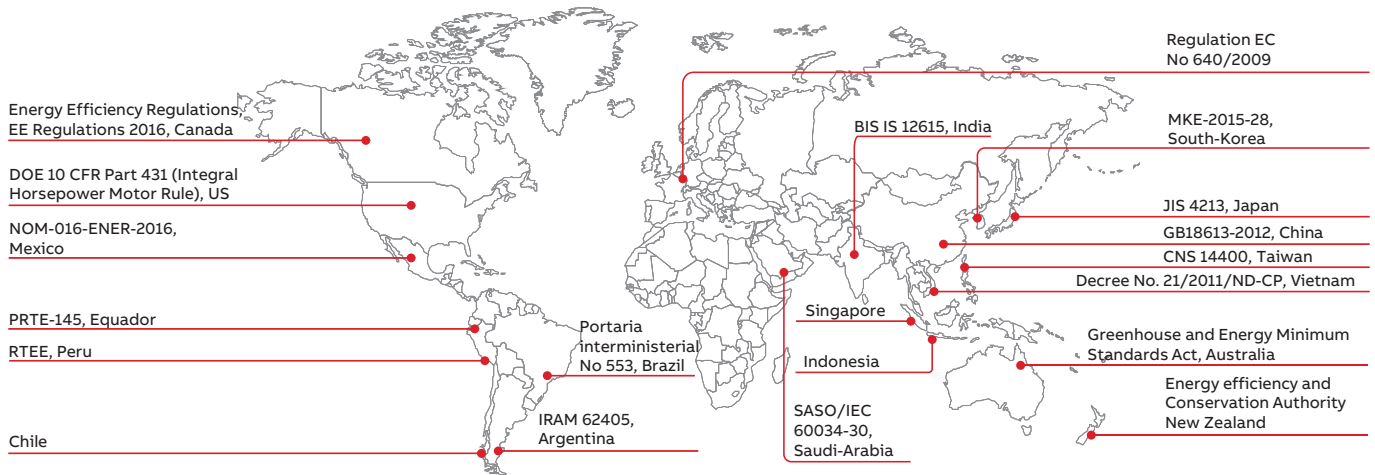 Energy Efficiency Regulations,
EE Regulations 2016, Canada
DOE 10 CFR Part 431 (Integral
Horsepower Motor Rule), US
NOM-016-ENER-2016,
Mexico
PRTE-145, Equador
RTEE, Peru
Chile
Portaria
interministerial
No 553, Brazil
IRAM 62405,
Argentina
Regulation EC
No 640/2009
BIS IS 12615, India
MKE-2015-28,
South-Korea
JIS 4213, Japan
GB18613-2012, China
CNS 14400, Taiwan
Decree No. 21/2011/ND-CP, Vietnam
Singapore
Indonesia
SASO/IEC
60034-30,
Saudi-Arabia
Greenhouse and Energy Minimum
Standards Act, Australia
Energy efficiency and
Conservation Authority
New Zealand